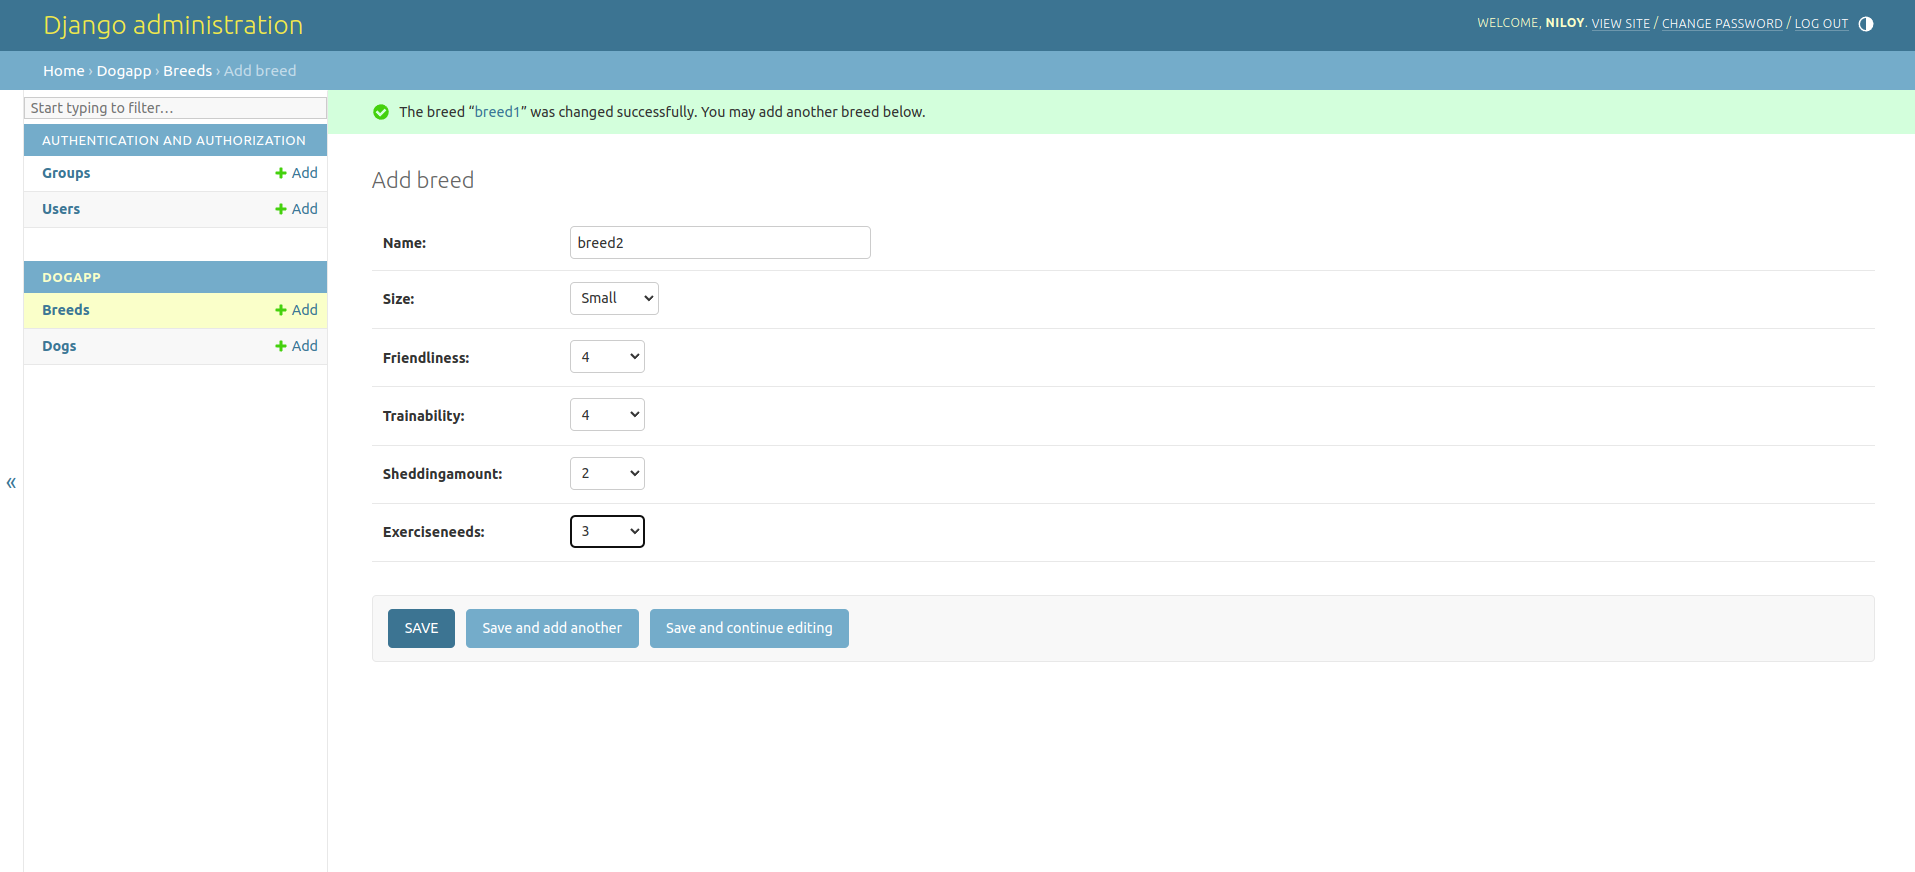 Django administration
WELCOME, NILOY. VIEW SITE / CHANGE PASSWORD / LOG OUT
Home › Dogapp › Breeds › Add breed
Start typing to filter…
AUTHENTICATION AND AUTHORIZATION
Groups
Add
Users
Add
DOGAPP
Breeds
Add
Dogs
Add
«
The breed “breed1” was changed successfully. You may add another breed below.
Add breed
Name: breed2
Size: Small
Friendliness: 4
Trainability: 4
Sheddingamount: 2
Exerciseneeds: 3
SAVE
Save and add another
Save and continue editing